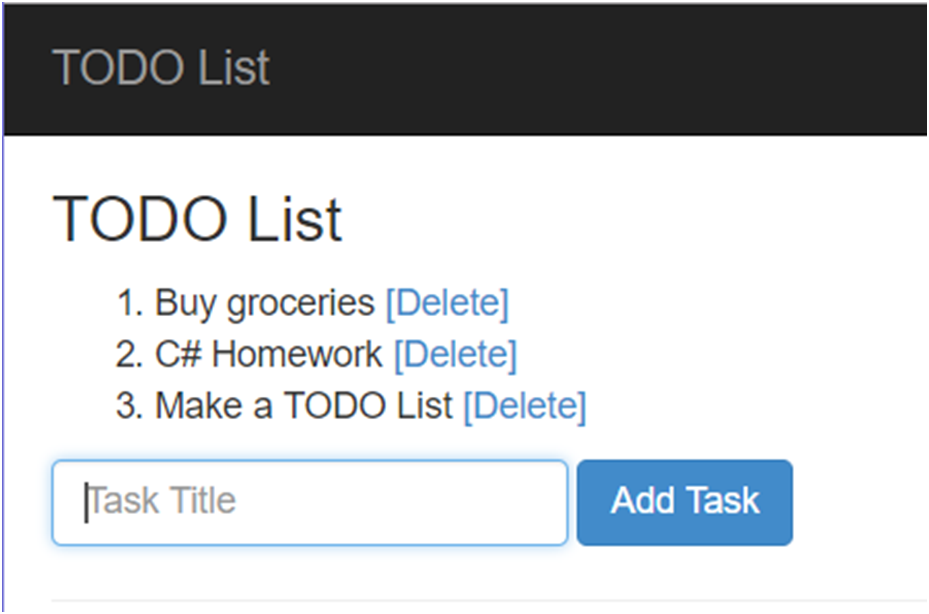 TODO List
TODO List
1. Buy groceries [Delete]
2. C# Homework [Delete]
3. Make a TODO List [Delete]
Task Title Add Task